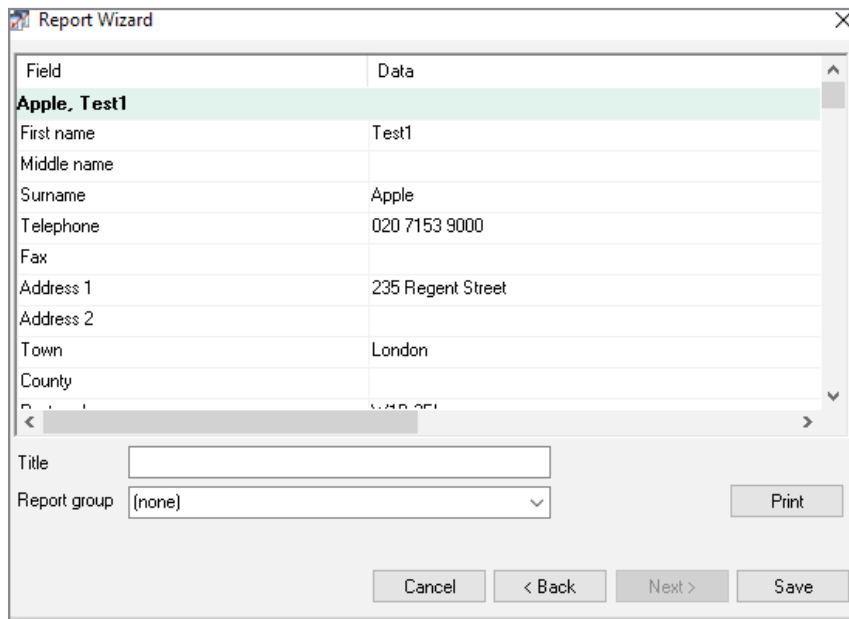 Report Wizard
Field Data
Apple, Test1
First name Test1
Middle name
Surname Apple
Telephone 020 7153 9000
Fax
Address 1 235 Regent Street
Address 2
Town London
County
Title
Report group (none) Print
Cancel < Back Next > Save